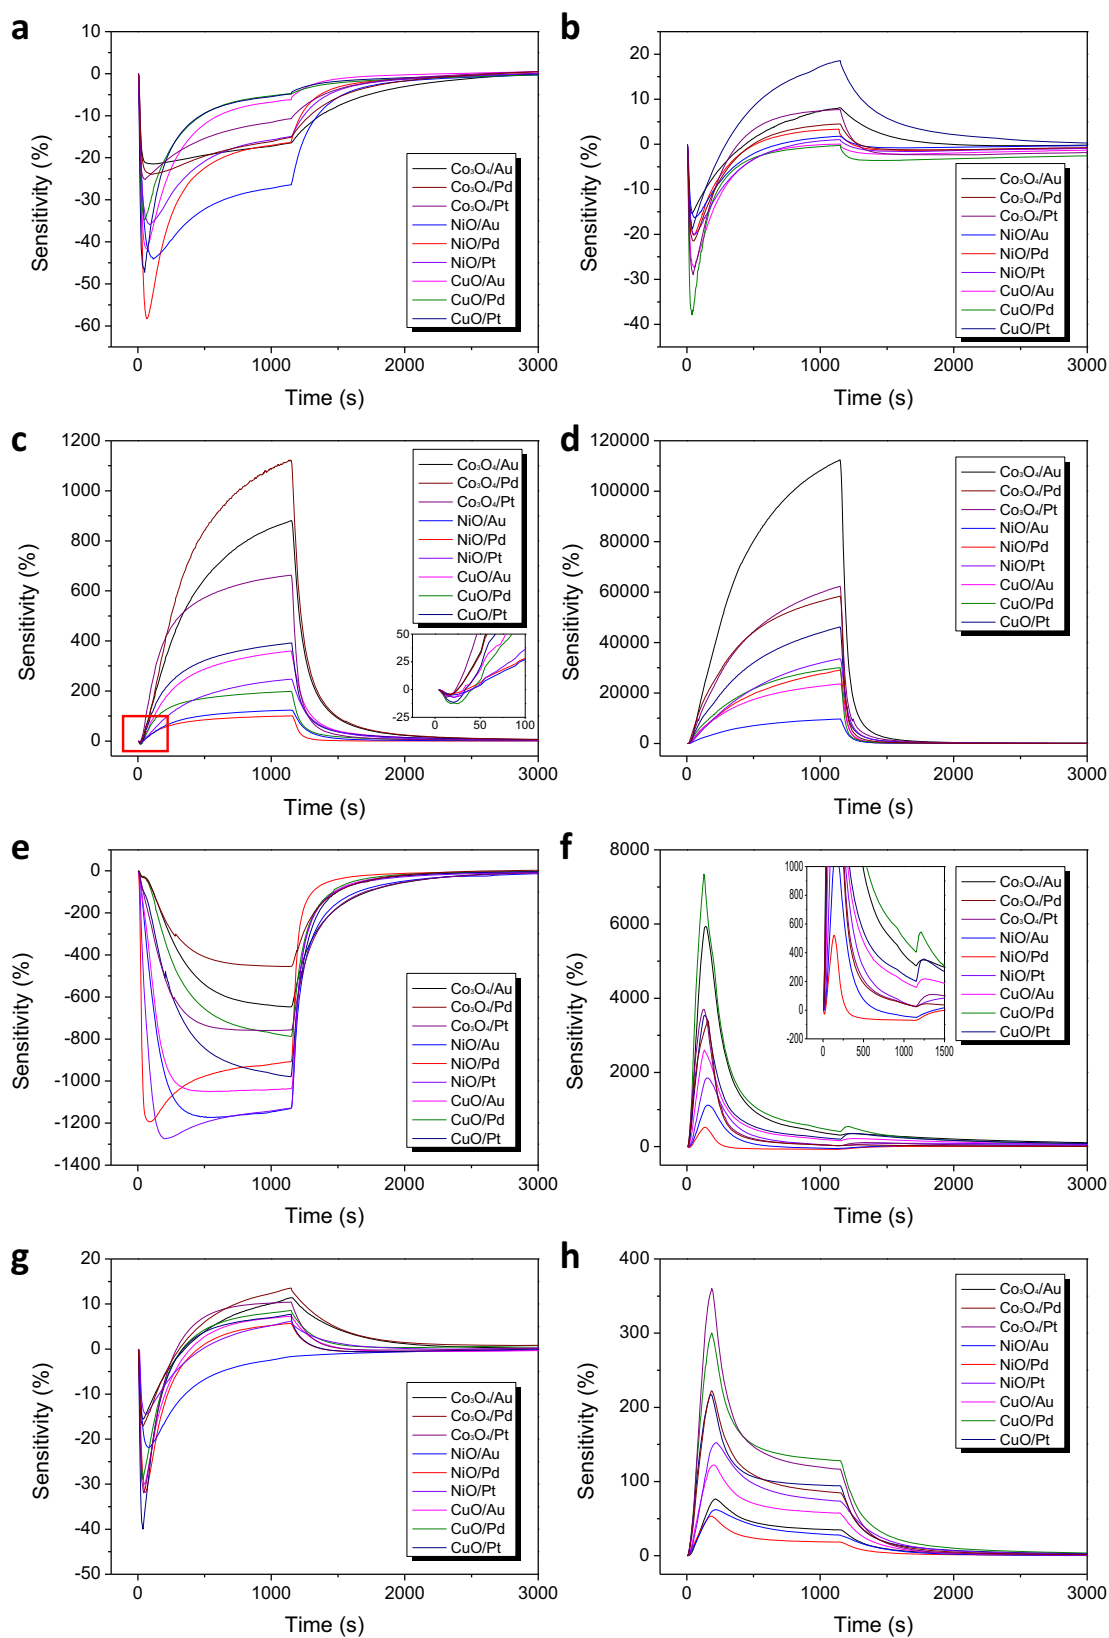 a
10
0
-10
-20
-30
-40
-50
-60
Sensitivity (%)
0 1000 2000 3000
Time (s)
Co₃O₄/Au
Co₃O₄/Pd
Co₃O₄/Pt
NiO/Au
NiO/Pd
NiO/Pt
CuO/Au
CuO/Pd
CuO/Pt
b
20
10
0
-10
-20
-30
-40
Sensitivity (%)
0 1000 2000 3000
Time (s)
Co₃O₄/Au
Co₃O₄/Pd
Co₃O₄/Pt
NiO/Au
NiO/Pd
NiO/Pt
CuO/Au
CuO/Pd
CuO/Pt
c
1200
1000
800
600
400
200
0
Sensitivity (%)
0 1000 2000 3000
Time (s)
Co₃O₄/Au
Co₃O₄/Pd
Co₃O₄/Pt
NiO/Au
NiO/Pd
NiO/Pt
CuO/Au
CuO/Pd
CuO/Pt
50
25
0
-25
0 50 100
d
120000
100000
80000
60000
40000
20000
0
Sensitivity (%)
0 1000 2000 3000
Time (s)
Co₃O₄/Au
Co₃O₄/Pd
Co₃O₄/Pt
NiO/Au
NiO/Pd
NiO/Pt
CuO/Au
CuO/Pd
CuO/Pt
e
0
-200
-400
-600
-800
-1000
-1200
-1400
Sensitivity (%)
0 1000 2000 3000
Time (s)
Co₃O₄/Au
Co₃O₄/Pd
Co₃O₄/Pt
NiO/Au
NiO/Pd
NiO/Pt
CuO/Au
CuO/Pd
CuO/Pt
f
8000
6000
4000
2000
0
Sensitivity (%)
0 1000 2000 3000
Time (s)
1000
800
600
400
200
0
-200
0 500 1000 1500
Co₃O₄/Au
Co₃O₄/Pd
Co₃O₄/Pt
NiO/Au
NiO/Pd
NiO/Pt
CuO/Au
CuO/Pd
CuO/Pt
g
20
10
0
-10
-20
-30
-40
-50
Sensitivity (%)
0 1000 2000 3000
Time (s)
Co₃O₄/Au
Co₃O₄/Pd
Co₃O₄/Pt
NiO/Au
NiO/Pd
NiO/Pt
CuO/Au
CuO/Pd
CuO/Pt
h
400
300
200
100
0
Sensitivity (%)
0 1000 2000 3000
Time (s)
Co₃O₄/Au
Co₃O₄/Pd
Co₃O₄/Pt
NiO/Au
NiO/Pd
NiO/Pt
CuO/Au
CuO/Pd
CuO/Pt